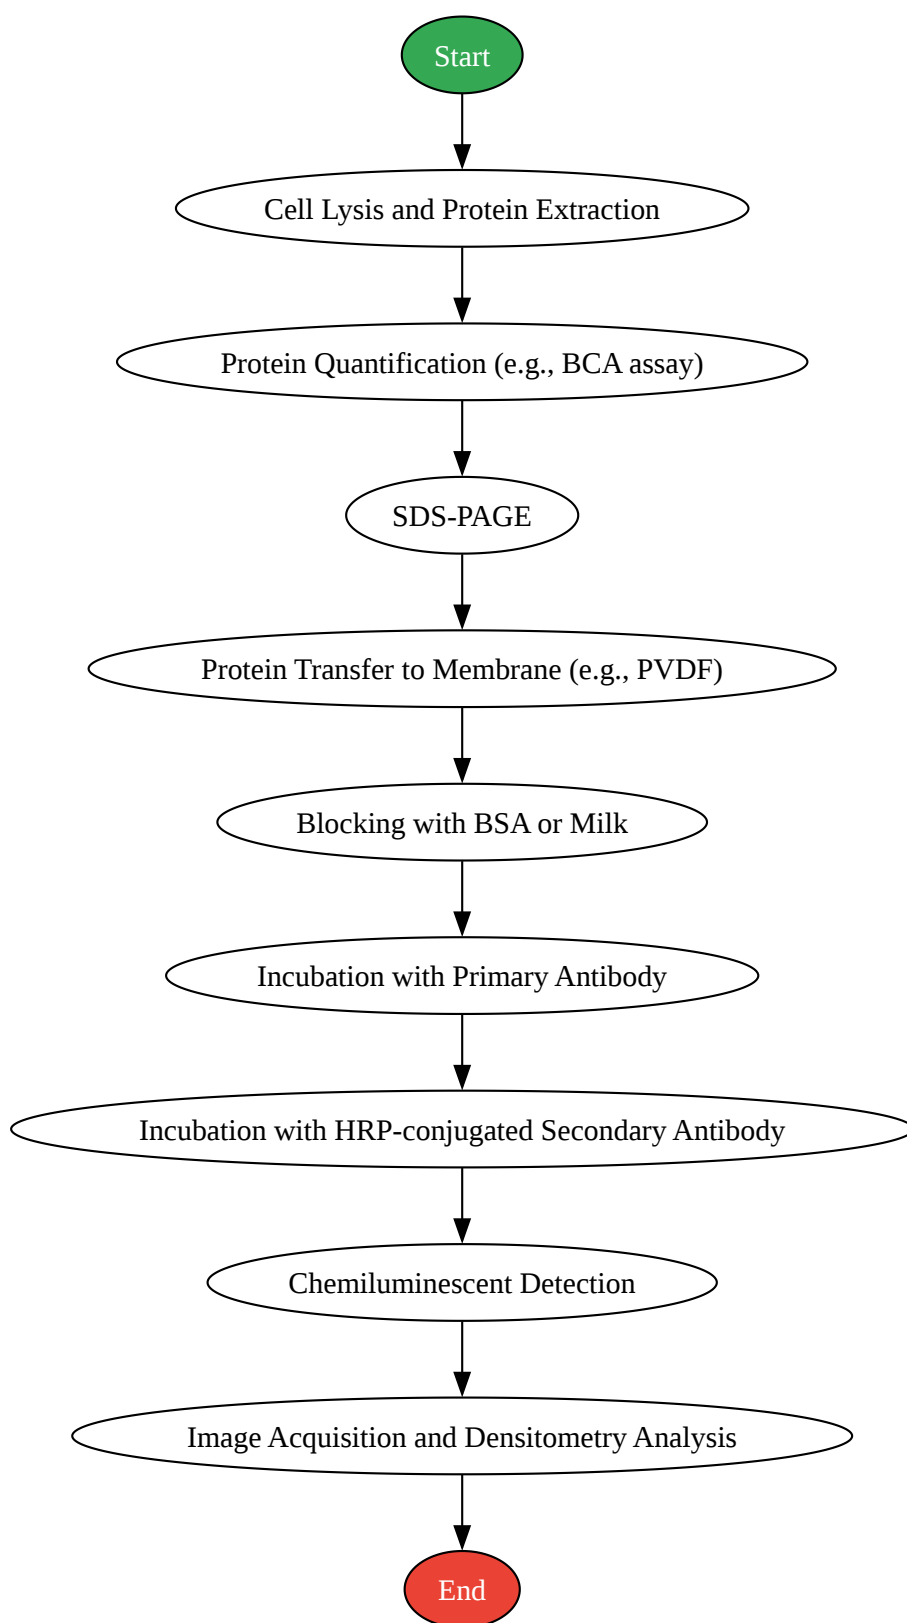 Start
Cell Lysis and Protein Extraction
Protein Quantification (e.g., BCA assay)
SDS-PAGE
Protein Transfer to Membrane (e.g., PVDF)
Blocking with BSA or Milk
Incubation with Primary Antibody
Incubation with HRP-conjugated Secondary Antibody
Chemiluminescent Detection
Image Acquisition and Densitometry Analysis
End